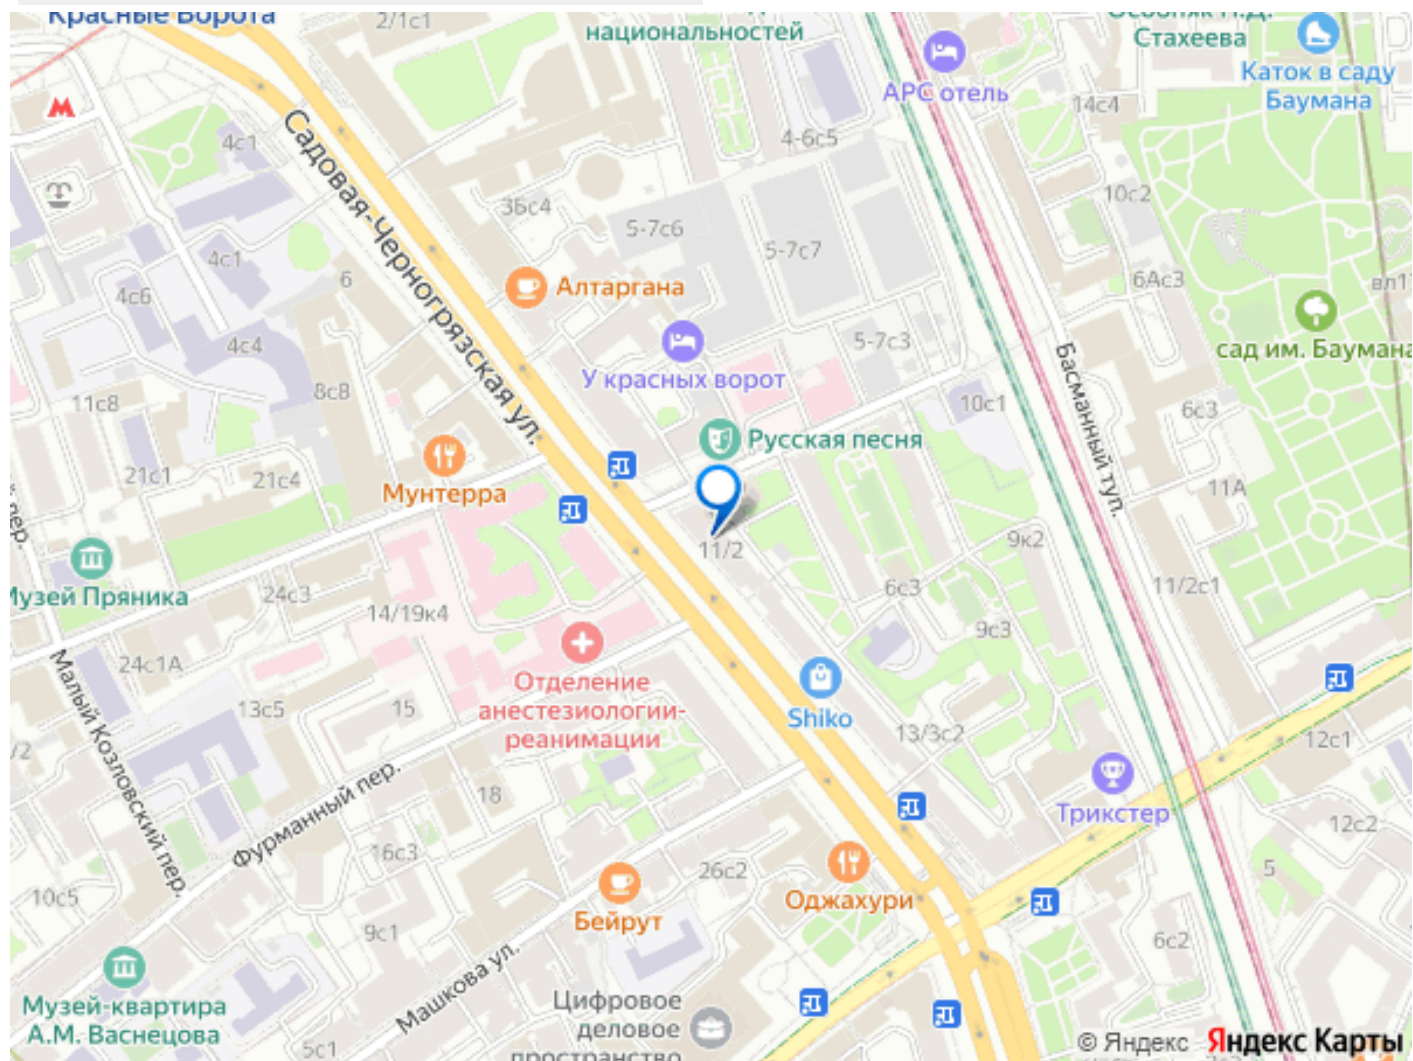 Красные Ворота
2/1с1
национальностей
Стахеева
АРС отель
Каток в саду
Баумана
14с4
4с1
4-6с5
Садовая-Черногрязская ул.
10с2
3Бс4
5-7с6
5-7с7
4с1
6
4с6
Алтаргана
6Ас3
4с4
5-7с3
сад им. Баумана
У красных ворот
8с8
11с8
10с1
6с3
Басманный туп.
Русская песня
Мунтерра
21с1
21с4
11А
11/2
9к2
Музей Пряника
24с3
14/19к4
6с3
11/2с1
9с3
24с1А
Отделение
анестезиологии-
реанимации
13с5
15
Shiko
13/3с2
12с1
Малый Козловский пер.
Фурманный пер.
18
Трикстер
12с2
16с3
26с2
5
10с5
Оджахури
Бейрут
9с1
6с2
Машкова ул.
Музей-квартира
А.М. Васнецова
Цифровое
деловое
пространство
5с1
© Яндекс Яндекс Карты